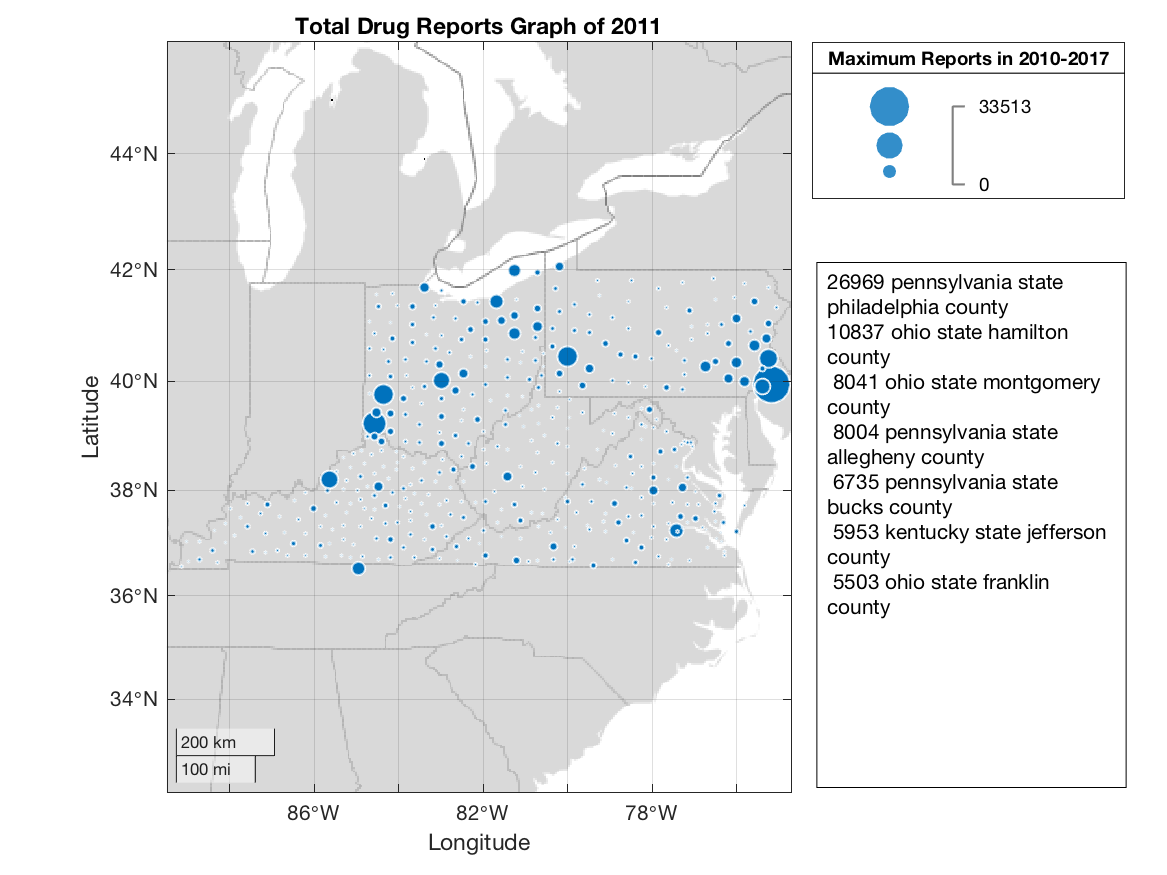 Total Drug Reports Graph of 2011
Maximum Reports in 2010-2017
33513
0
44°N
42°N
40°N
38°N
36°N
34°N
Latitude
200 km
100 mi
86°W
82°W
78°W
Longitude
26969 pennsylvania state
philadelphia county
10837 ohio state hamilton
county
8041 ohio state montgomery
county
8004 pennsylvania state
allegheny county
6735 pennsylvania state
bucks county
5953 kentucky state jefferson
county
5503 ohio state franklin
county